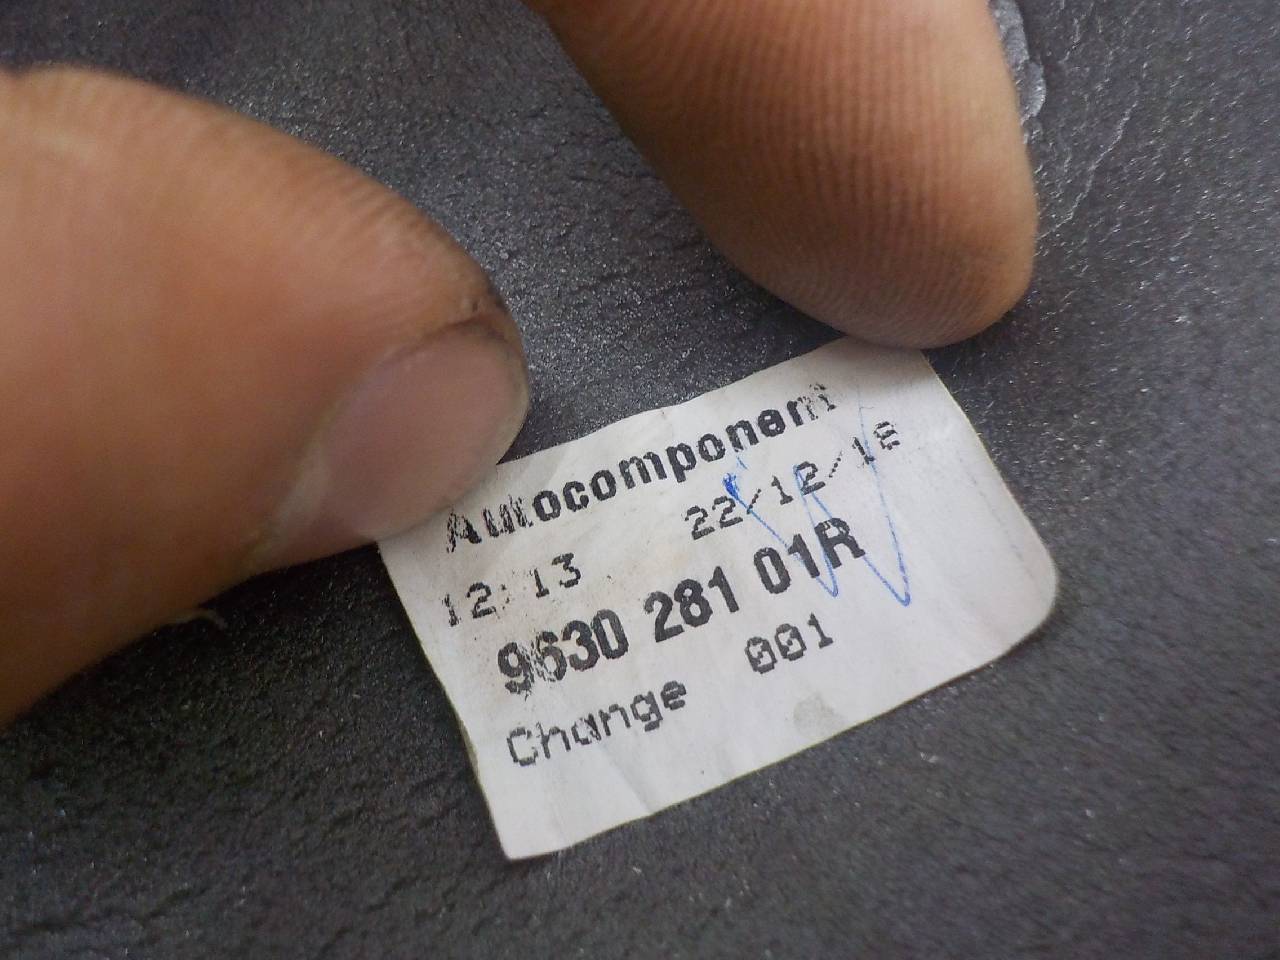 Autocomponent
12:13 22/12/18
9630 281 01R
Change 001